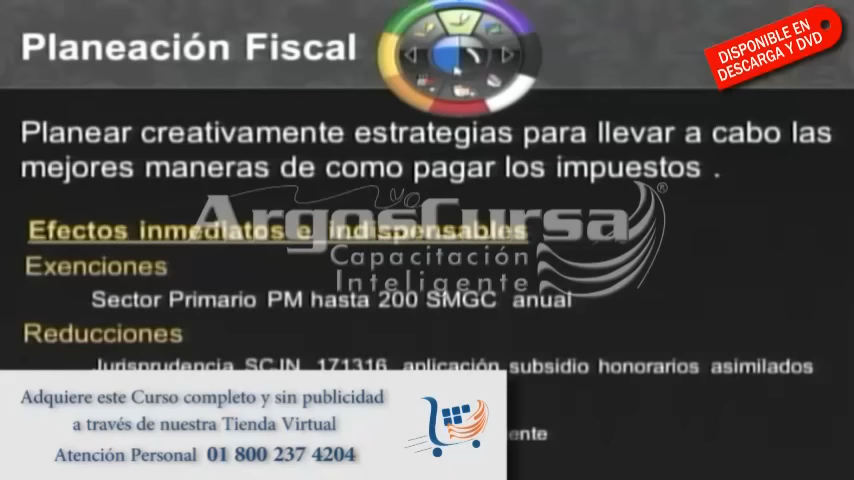 Planeación Fiscal
DISPONIBLE EN
DESCARGA Y DVD
Planear creativamente estrategias para llevar a cabo las
mejores maneras de como pagar los impuestos .
ArgosCursa®
Capacitación
Inteligente
Efectos inmediatos e indispensables
Exenciones
Sector Primario PM hasta 200 SMGC anual
Reducciones
Jurisprudencia SCJN 171316 aplicación subsidio honorarios asimilados
Adquiere este Curso completo y sin publicidad
a través de nuestra Tienda Virtual
Atención Personal 01 800 237 4204
ente